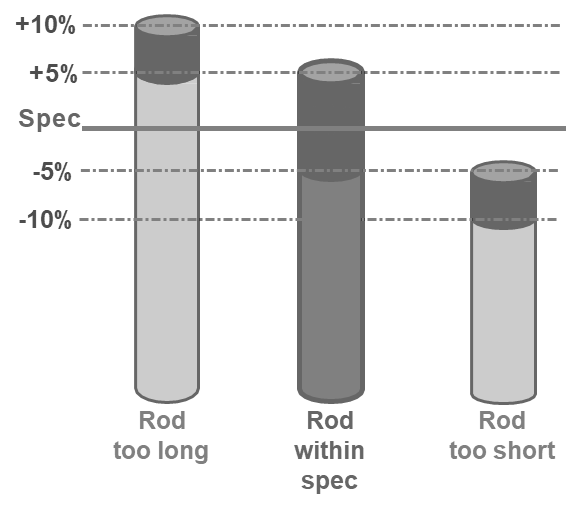 +10%
+5%
Spec
-5%
-10%
Rod
too long
Rod
within
spec
Rod
too short